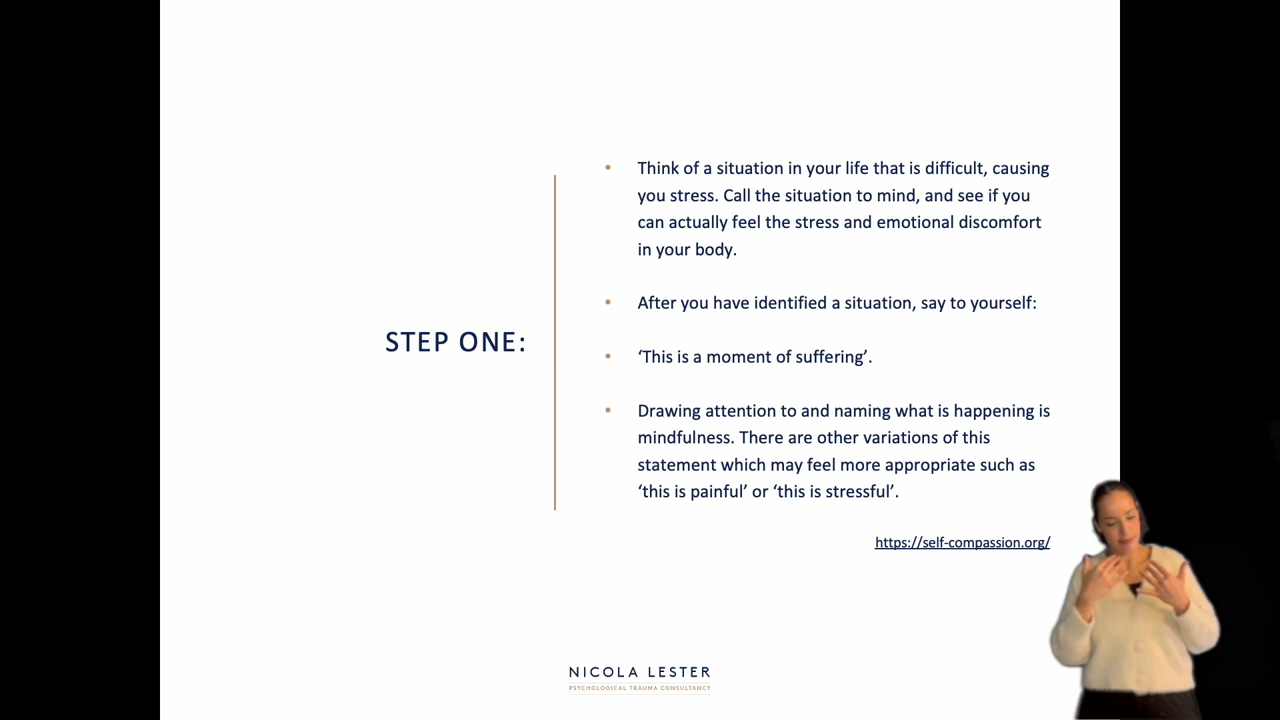 STEP ONE:
• Think of a situation in your life that is difficult, causing
you stress. Call the situation to mind, and see if you
can actually feel the stress and emotional discomfort
in your body.
• After you have identified a situation, say to yourself:
• ‘This is a moment of suffering’.
• Drawing attention to and naming what is happening is
mindfulness. There are other variations of this
statement which may feel more appropriate such as
‘this is painful’ or ‘this is stressful’.
https://self-compassion.org/
NICOLA LESTER
PSYCHOLOGICAL TRAUMA CONSULTANCY